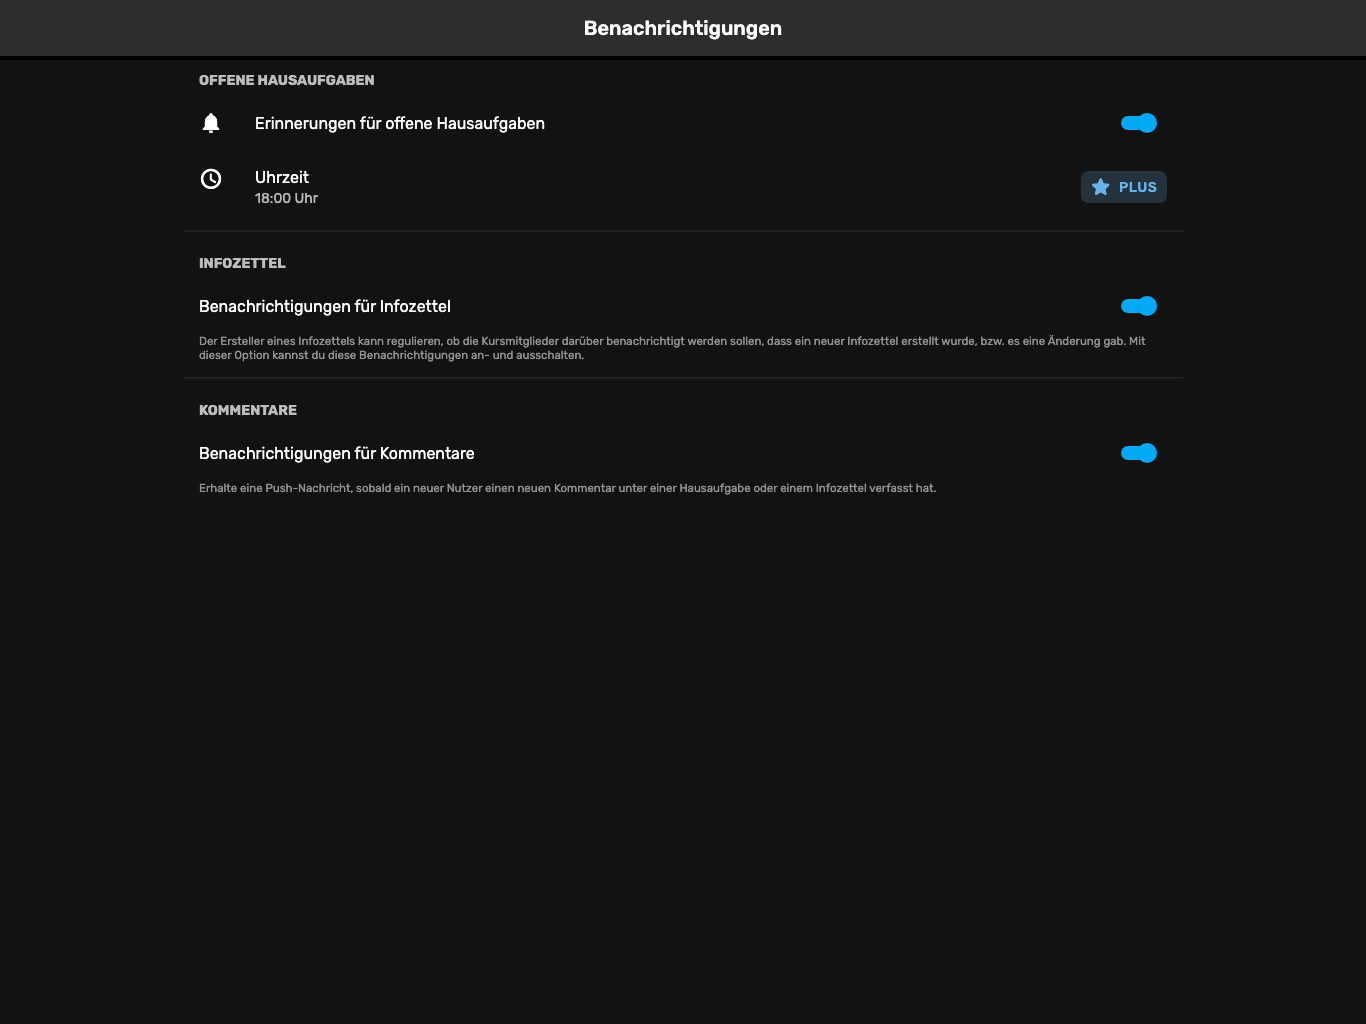 Benachrichtigungen
OFFENE HAUSAUFGABEN
Erinnerungen für offene Hausaufgaben
Uhrzeit
18:00 Uhr
PLUS
INFOZETTEL
Benachrichtigungen für Infozettel
Der Ersteller eines Infozettels kann regulieren, ob die Kursmitglieder darüber benachrichtigt werden sollen, dass ein neuer Infozettel erstellt wurde, bzw. es eine Änderung gab. Mit
dieser Option kannst du diese Benachrichtigungen an- und ausschalten.
KOMMENTARE
Benachrichtigungen für Kommentare
Erhalte eine Push-Nachricht, sobald ein neuer Nutzer einen neuen Kommentar unter einer Hausaufgabe oder einem Infozettel verfasst hat.